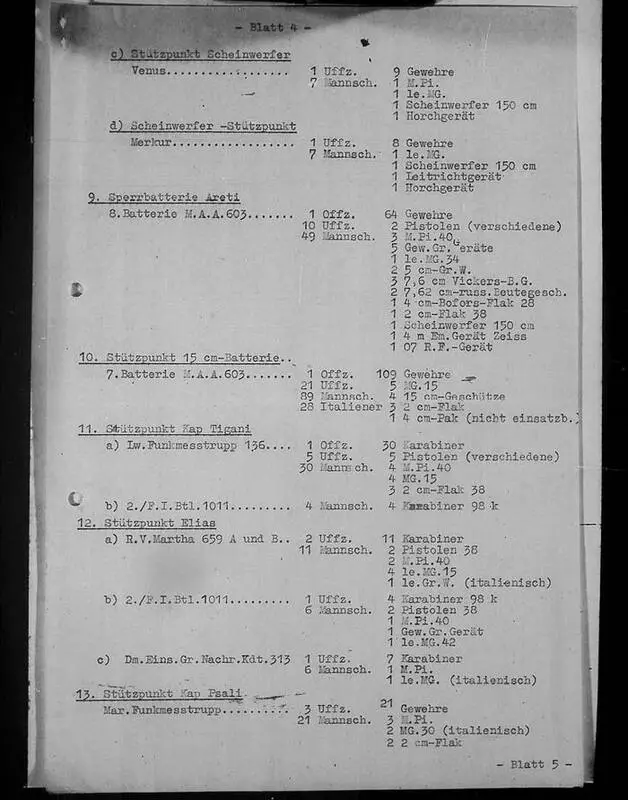 - Blatt 4 -
c) Stützpunkt Scheinwerfer
Venus.................. 1 Uffz. 9 Gewehre
7 Mannsch. 1 M.Pi.
1 le.MG.
1 Scheinwerfer 150 cm
1 Horchgerät
d) Scheinwerfer -Stützpunkt
Merkur................. 1 Uffz. 8 Gewehre
7 Mannsch. 1 le.MG.
1 Scheinwerfer 150 cm
1 Leitrichtgerät
1 Horchgerät
9. Sperrbatterie Areti
8.Batterie M.A.A.603....... 1 Offz. 64 Gewehre
10 Uffz. 2 Pistolen (verschiedene)
49 Mannsch. 3 M.Pi.40
5 Gew.Gr. Geräte
1 le.MG.34
2 5 cm-Gr.W.
3 7,6 cm Vickers-B.G.
2 7,62 cm-russ.Beutegesch.
1 4 cm-Bofors-Flak 28
1 2 cm-Flak 38
1 Scheinwerfer 150 cm
1 4 m Em.Gerät Zeiss
1 07 R.F.-Gerät
10. Stützpunkt 15 cm-Batterie..
7.Batterie M.A.A.603....... 1 Offz. 109 Gewehre
21 Uffz. 5 MG.15
89 Mannsch. 4 15 cm-Geschütze
28 Italiener 3 2 cm-Flak
1 4 cm-Pak (nicht einsatzb.)
11. Stützpunkt Kap Tigani
a) Lw.Funkmesstrupp 136.... 1 Offz. 30 Karabiner
5 Uffz. 5 Pistolen (verschiedene)
30 Mannsch. 4 M.Pi.40
4 MG.15
3 2 cm-Flak 38
b) 2./F.I.Btl.1011......... 4 Mannsch. 4 Karabiner 98 k
12. Stützpunkt Elias
a) R.V.Martha 659 A und B.. 2 Uffz. 11 Karabiner
11 Mannsch. 2 Pistolen 38
2 M.Pi.40
4 le.MG.15
1 le.Gr.W. (italienisch)
b) 2./F.I.Btl.1011......... 1 Uffz. 4 Karabiner 98 k
6 Mannsch. 2 Pistolen 38
1 M.Pi.40
1 Gew.Gr.Gerät
1 le.MG.42
c) Dm.Eins.Gr.Nachr.Kdt.313 1 Uffz. 7 Karabiner
6 Mannsch. 1 M.Pi.
1 le.MG. (italienisch)
13. Stützpunkt Kap Psali
Mar.Funkmesstrupp.......... 3 Uffz. 21 Gewehre
21 Mannsch. 3 M.Pi.
2 MG.30 (italienisch)
2 2 cm-Flak
- Blatt 5 -